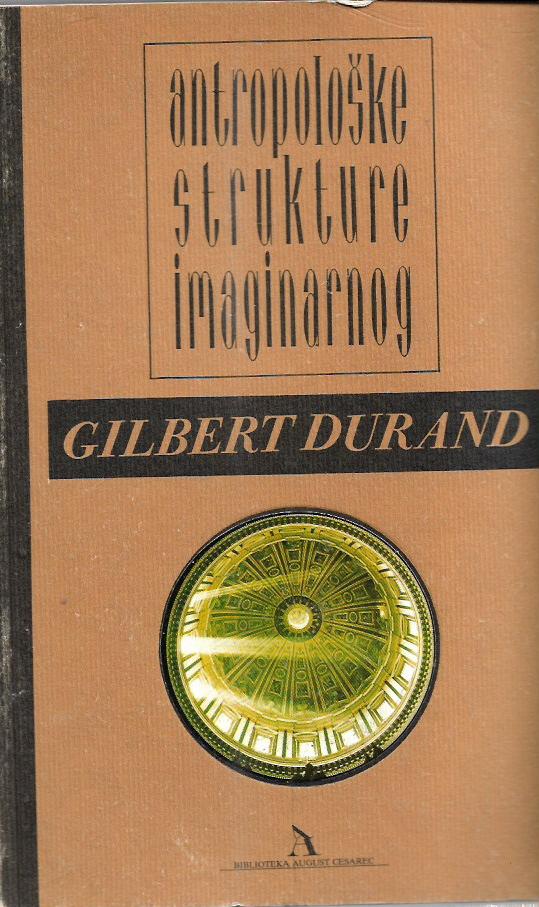 antropološke
strukture
imaginarnog
GILBERT DURAND
A
BIBLIOTEKA AUGUST CESAREC